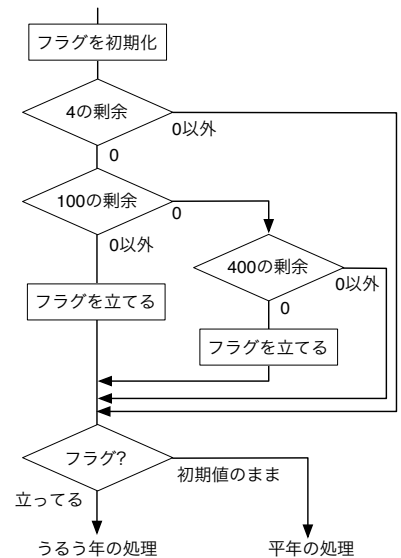 フラグを初期化
4の剰余
0以外
0
100の剰余
0
0以外
400の剰余
0以外
0
フラグを立てる
フラグを立てる
フラグ?
初期値のまま
立ってる
うるう年の処理
平年の処理